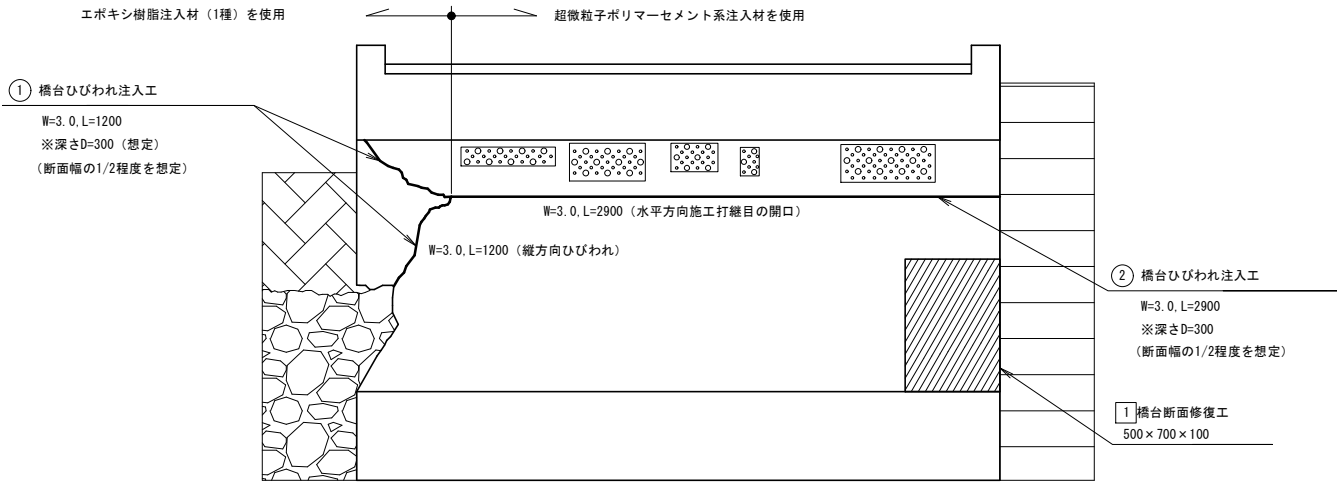 エポキシ樹脂注入材（1種）を使用
超微粒子ポリマーセメント系注入材を使用
① 橋台ひびわれ注入工
W=3.0, L=1200
※深さD=300（想定）
（断面幅の1/2程度を想定）
W=3.0, L=2900（水平方向施工打継目の開口）
W=3.0, L=1200（縦方向ひびわれ）
② 橋台ひびわれ注入工
W=3.0, L=2900
※深さD=300
（断面幅の1/2程度を想定）
1 橋台断面修復工
500×700×100